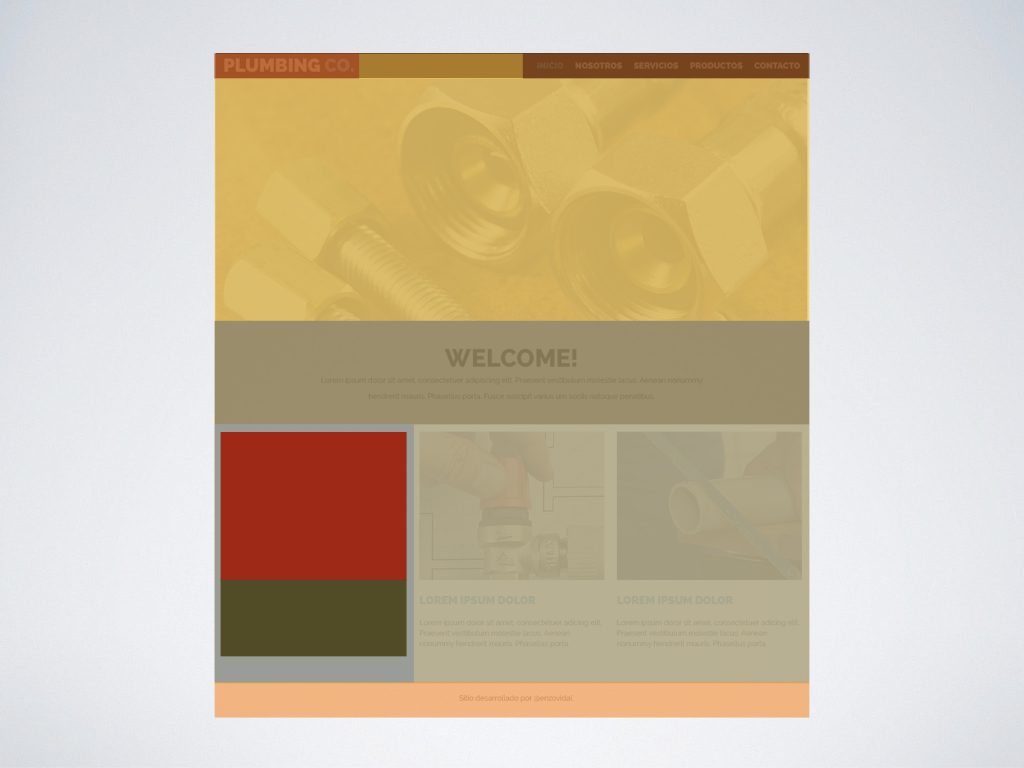 PLUMBING CO.
INICIO NOSOTROS SERVICIOS PRODUCTOS CONTACTO
WELCOME!
Lorem ipsum dolor sit amet, consectetuer adipiscing elit. Praesent vestibulum molestie lacus. Aenean nonummy
hendrerit mauris. Phasellus porta. Fusce suscipit varius um sociis natoque penatibus.
LOREM IPSUM DOLOR
Lorem ipsum dolor sit amet, consectetuer adicing elit.
Praesent vestibulum molestie lacus. Aenean
nonummy hendrerit mauris. Phasellus porta.
LOREM IPSUM DOLOR
Lorem ipsum dolor sit amet, consectetuer adicing elit.
Praesent vestibulum molestie lacus. Aenean
nonummy hendrerit mauris. Phasellus porta.
Sitio desarrollado por @enzovidal